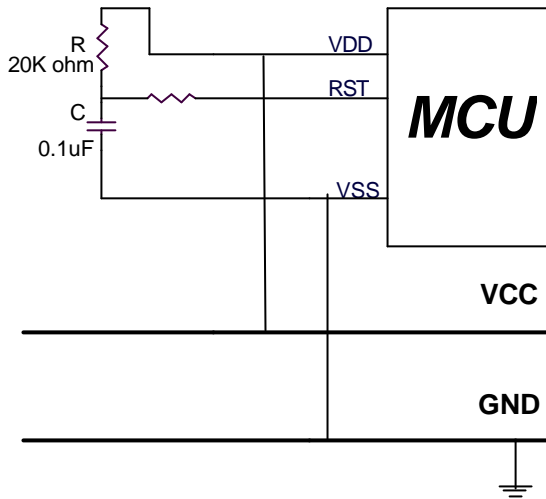 R
20K ohm
C
0.1uF
VDD
RST
VSS
MCU
VCC
GND